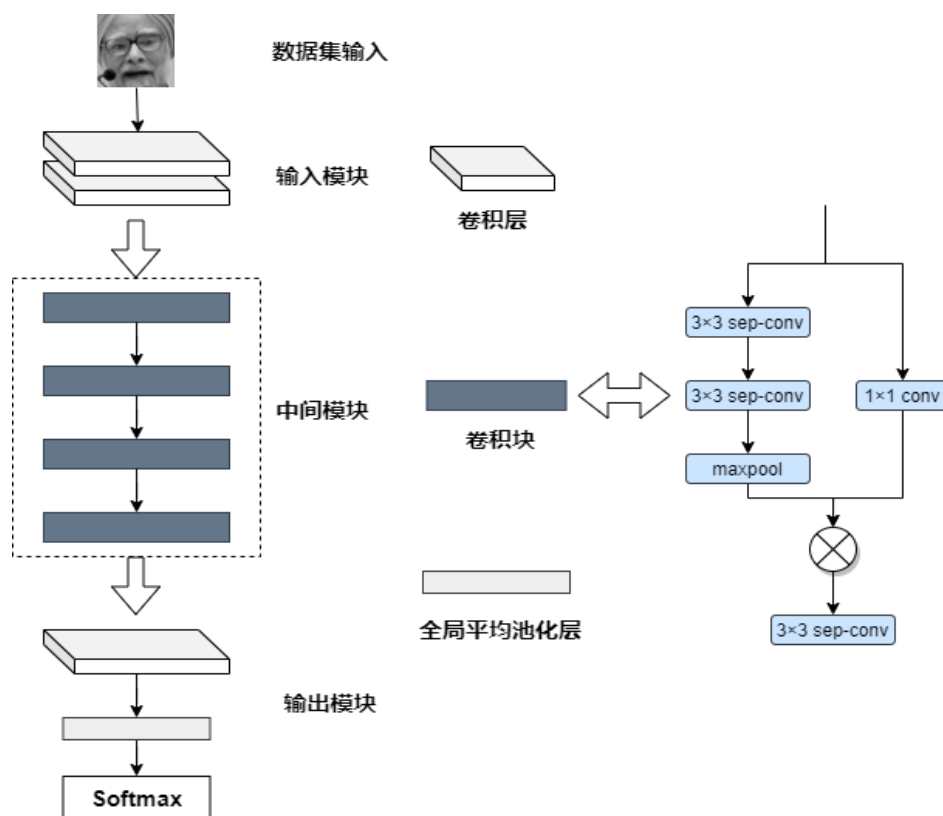 数据集输入
输入模块
卷积层
3×3 sep-conv
中间模块
卷积块
3×3 sep-conv
1×1 conv
maxpool
全局平均池化层
3×3 sep-conv
输出模块
Softmax